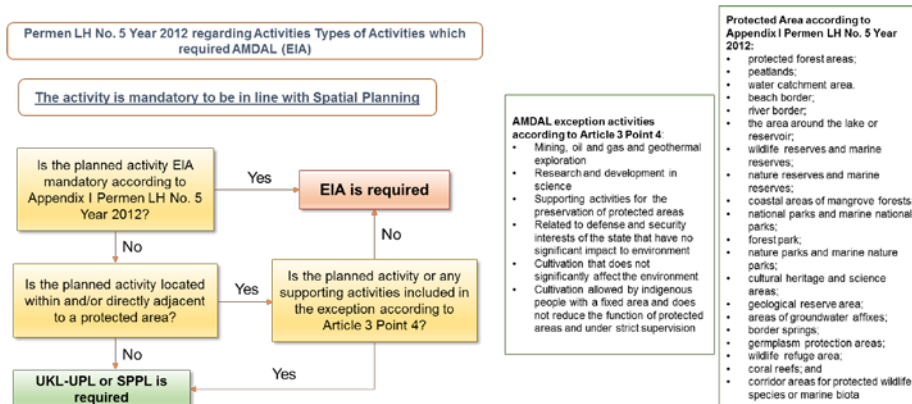 Permen LH No. 5 Year 2012 regarding Activities Types of Activities which
required AMDAL (EIA)
The activity is mandatory to be in line with Spatial Planning
Is the planned activity EIA
mandatory according to
Appendix I Permen LH No. 5
Year 2012?
Yes
EIA is required
No
No
Is the planned activity located
within and/or directly adjacent
to a protected area?
Yes
Is the planned activity or any
supporting activities included
in the exception according to
Article 3 Point 4?
No
Yes
UKL-UPL or SPPL is
required
AMDAL exception activities
according to Article 3 Point 4:
• Mining, oil and gas and geothermal
exploration
• Research and development in
science
• Supporting activities for the
preservation of protected areas
• Related to defense and security
interests of the state that have no
significant impact to environment
• Cultivation that does not
significantly affect the environment
• Cultivation allowed by indigenous
people with a fixed area and does
not reduce the function of protected
areas and under strict supervision
Protected Area according to
Appendix I Permen LH No. 5 Year
2012:
• protected forest areas;
• peatlands;
• water catchment area.
• beach border;
• river border;
• the area around the lake or
reservoir;
• wildlife reserves and marine
reserves;
• nature reserves and marine
reserves;
• coastal areas of mangrove forests
• national parks and marine national
parks;
• forest park;
• nature parks and marine nature
parks;
• cultural heritage and science
areas;
• geological reserve area;
• areas of groundwater affixes;
• border springs;
• germplasm protection areas;
• wildlife refuge area;
• coral reefs; and
• corridor areas for protected wildlife
species or marine biota